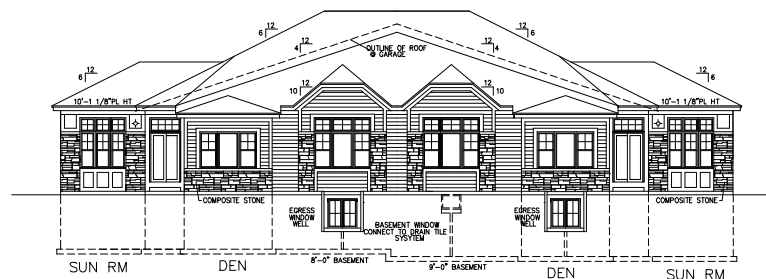 12
6
12
6
12
4
OUTLINE OF ROOF
@ GARAGE
12
4
12
6
12
6
12
10
12
10
10'-1 1/8"PL HT
10'-1 1/8"PL HT
COMPOSITE STONE
COMPOSITE STONE
EGRESS
WINDOW
WELL
BASEMENT WINDOW
CONNECT TO DRAIN TILE
SYSYTEM
EGRESS
WINDOW
WELL
8'-0" BASEMENT
9'-0" BASEMENT
SUN RM
DEN
DEN
SUN RM